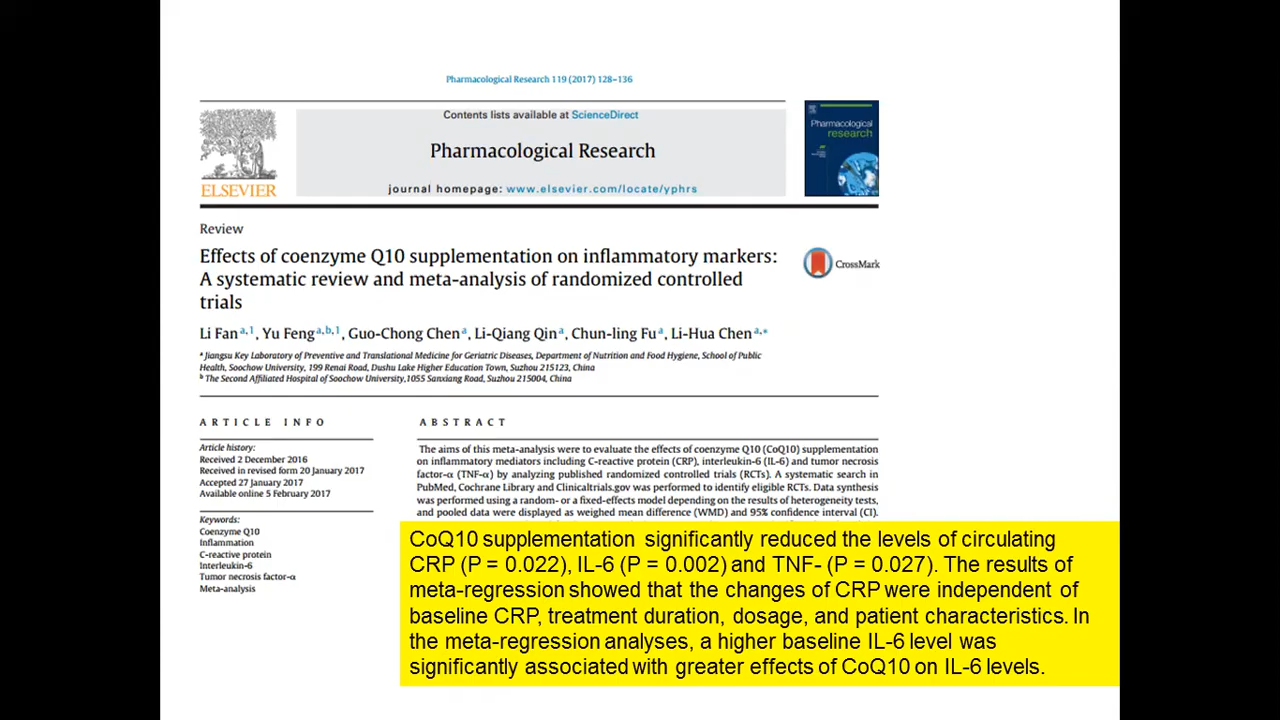 Pharmacological Research 119 (2017) 128–136
Contents lists available at ScienceDirect
Pharmacological Research
journal homepage: www.elsevier.com/locate/yphrs
ELSEVIER
Pharmacological
research
Review
Effects of coenzyme Q10 supplementation on inflammatory markers:
A systematic review and meta-analysis of randomized controlled
trials
CrossMark
Li Fan a,1, Yu Feng a,b,1, Guo-Chong Chen a, Li-Qiang Qin a, Chun-ling Fu a, Li-Hua Chen a,*
a Jiangsu Key Laboratory of Preventive and Translational Medicine for Geriatric Diseases, Department of Nutrition and Food Hygiene, School of Public
Health, Soochow University, 199 Renai Road, Dushu Lake Higher Education Town, Suzhou 215123, China
b The Second Affiliated Hospital of Soochow University,1055 Sanxiang Road, Suzhou 215004, China
ARTICLE INFO
Article history:
Received 2 December 2016
Received in revised form 20 January 2017
Accepted 27 January 2017
Available online 5 February 2017
Keywords:
Coenzyme Q10
Inflammation
C-reactive protein
Interleukin-6
Tumor necrosis factor-α
Meta-analysis
ABSTRACT
The aims of this meta-analysis were to evaluate the effects of coenzyme Q10 (CoQ10) supplementation
on inflammatory mediators including C-reactive protein (CRP), interleukin-6 (IL-6) and tumor necrosis
factor-α (TNF-α) by analyzing published randomized controlled trials (RCTs). A systematic search in
PubMed, Cochrane Library and Clinicaltrials.gov was performed to identify eligible RCTs. Data synthesis
was performed using a random- or a fixed-effects model depending on the results of heterogeneity tests,
and pooled data were displayed as weighed mean difference (WMD) and 95% confidence interval (CI).
CoQ10 supplementation significantly reduced the levels of circulating
CRP (P = 0.022), IL-6 (P = 0.002) and TNF- (P = 0.027). The results of
meta-regression showed that the changes of CRP were independent of
baseline CRP, treatment duration, dosage, and patient characteristics. In
the meta-regression analyses, a higher baseline IL-6 level was
significantly associated with greater effects of CoQ10 on IL-6 levels.